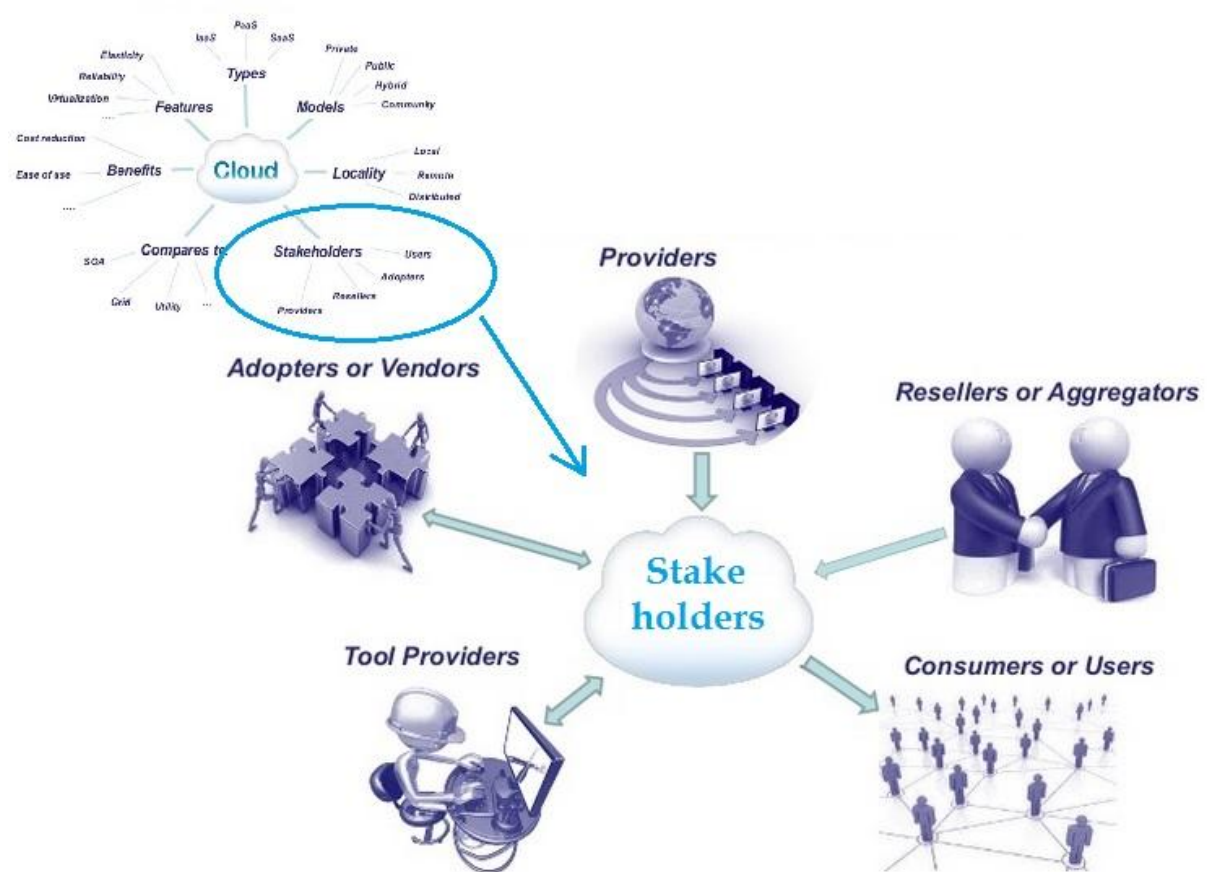 PaaS
IaaS
SaaS
Types
Elasticity
Reliability
Virtualization
....
Features
Private
Public
Hybrid
Community
Models
Cost reduction
Ease of use
....
Benefits
Cloud
Locality
Local
Remote
Distributed
Compares to
SOA
Grid
Utility
...
Stakeholders
Users
Adopters
Resellers
Providers
Providers
Adopters or Vendors
Resellers or Aggregators
Stake
holders
Tool Providers
Consumers or Users